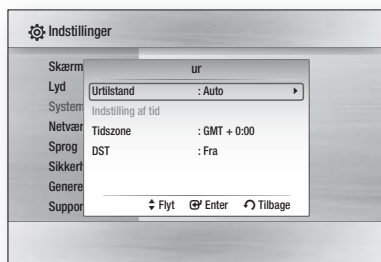 Indstillinger
Skærm
Lyd
System
Netvær
Sprog
Sikkerh
Genere
Suppor
ur
Urtilstand : Auto
Indstilling af tid
Tidszone : GMT + 0:00
DST : Fra
Flyt Enter Tilbage